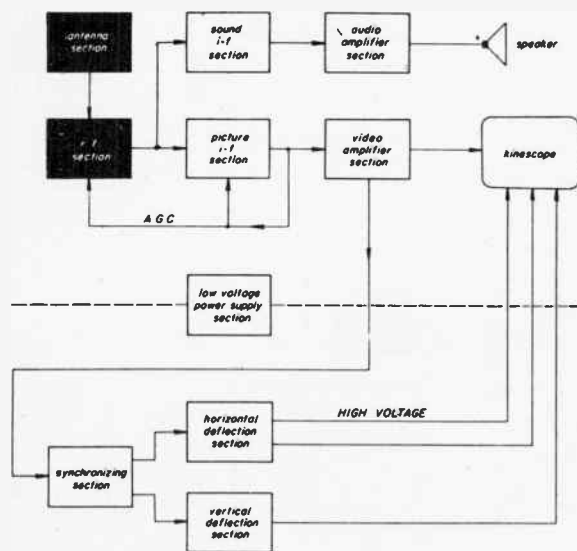 antenna
section
sound
i-f
section
audio
amplifier
section
speaker
r-f
section
picture
i-f
section
video
amplifier
section
kinescope
AGC
low voltage
power supply
section
horizontal
deflection
section
HIGH VOLTAGE
synchronizing
section
vertical
deflection
section